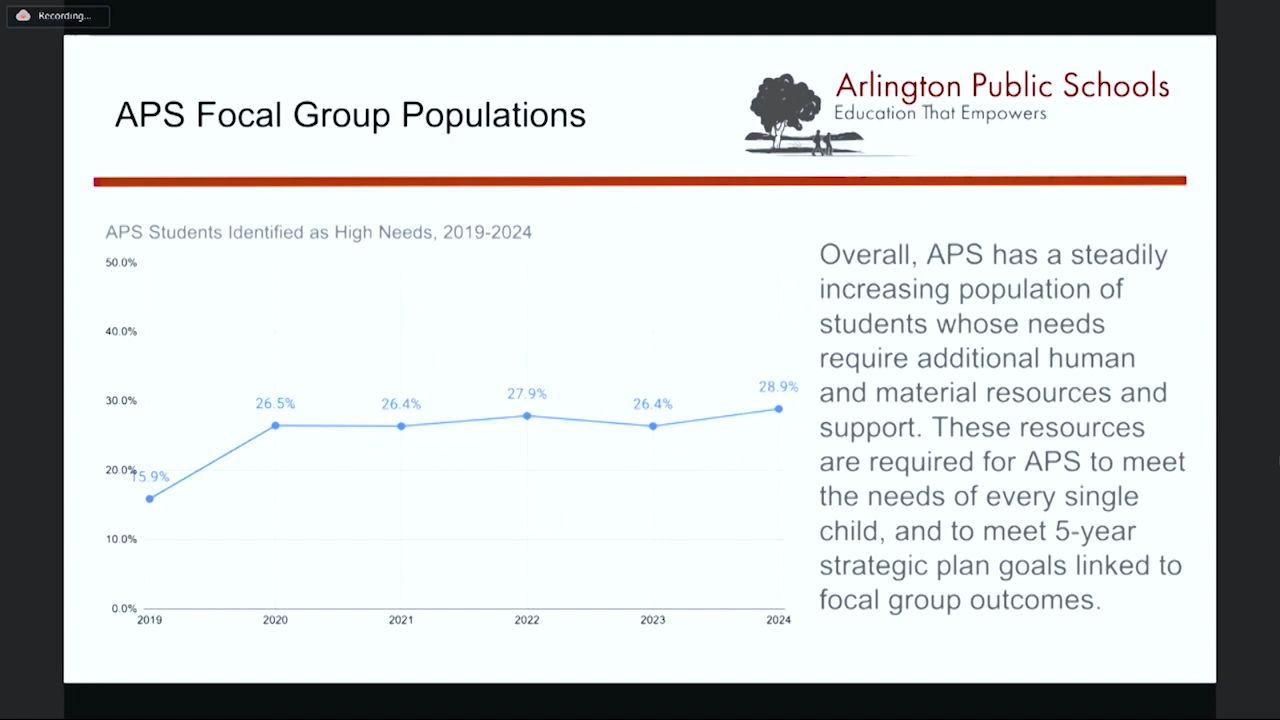 Recording...
APS Focal Group Populations
Arlington Public Schools
Education That Empowers
APS Students Identified as High Needs, 2019-2024
50.0%
40.0%
30.0%
20.0%
10.0%
0.0%
15.9%
26.5%
26.4%
27.9%
26.4%
28.9%
2019
2020
2021
2022
2023
2024
Overall, APS has a steadily
increasing population of
students whose needs
require additional human
and material resources and
support. These resources
are required for APS to meet
the needs of every single
child, and to meet 5-year
strategic plan goals linked to
focal group outcomes.